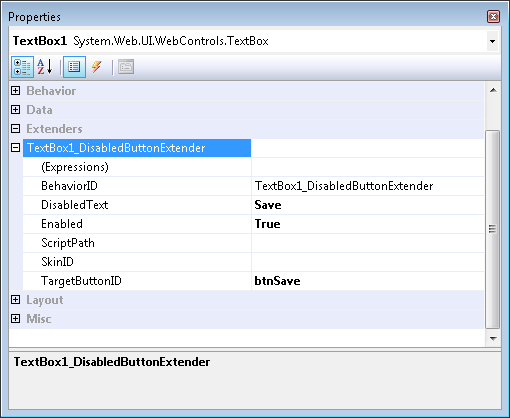 Properties
TextBox1 System.Web.UI.WebControls.TextBox
A Z
Behavior
Data
Extenders
TextBox1_DisabledButtonExtender
(Expressions)
BehaviorID TextBox1_DisabledButtonExtender
DisabledText Save
Enabled True
ScriptPath
SkinID
TargetButtonID btnSave
Layout
Misc
TextBox1_DisabledButtonExtender